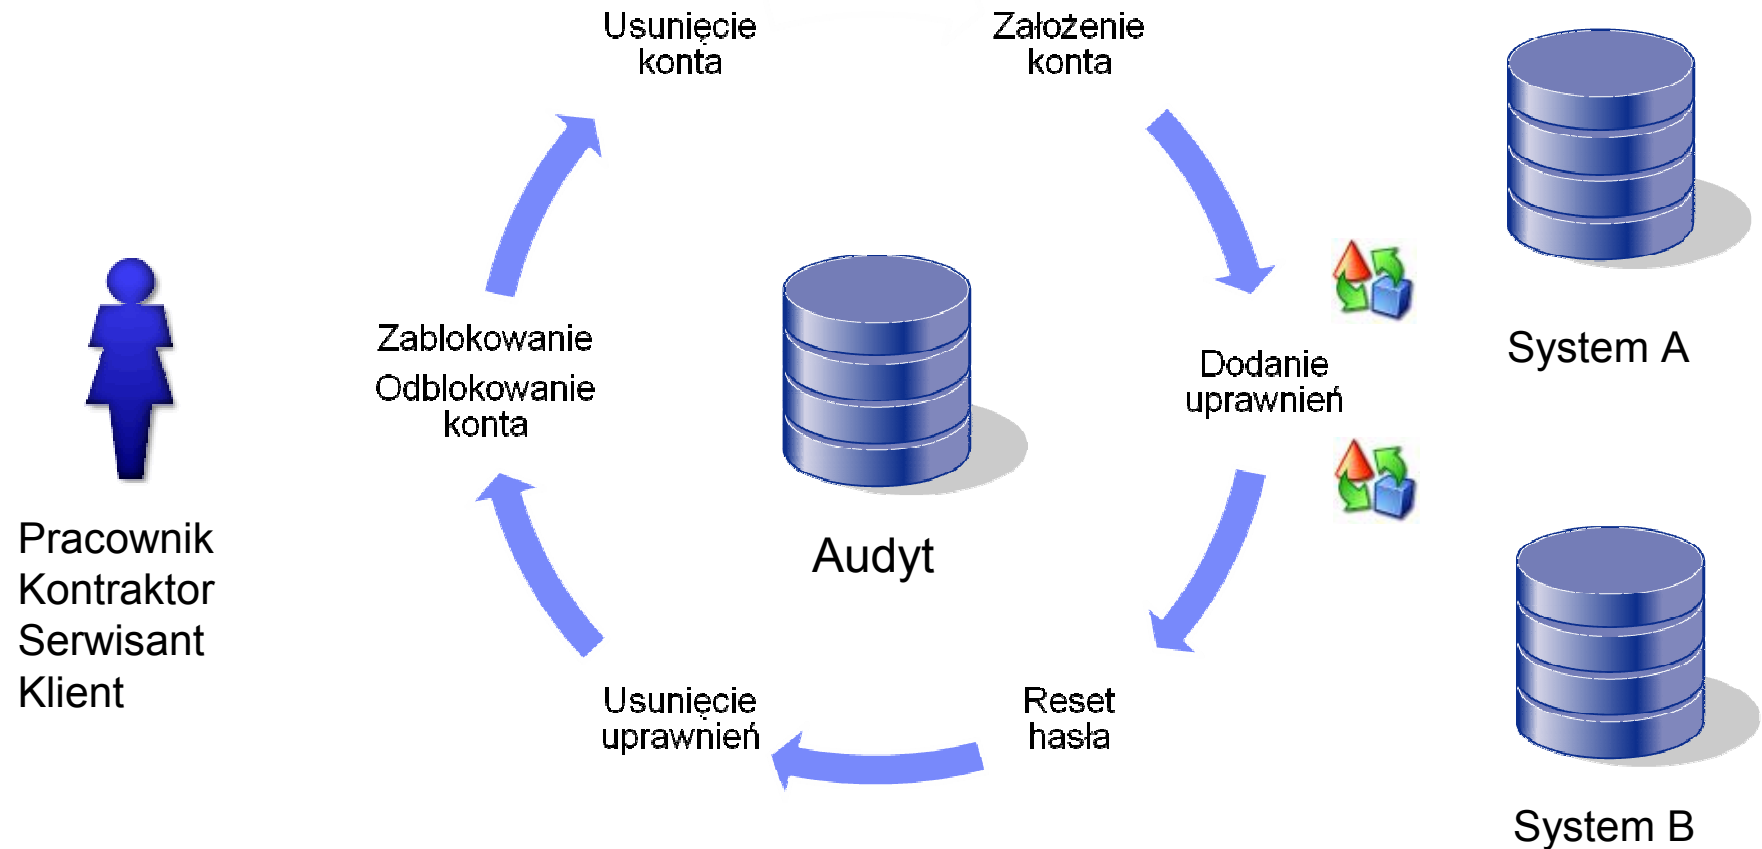 Usunięcie
konta
Założenie
konta
System A
Zablokowanie
Odblokowanie
konta
Dodanie
uprawnień
Audyt
Pracownik
Kontraktor
Serwisant
Klient
Usunięcie
uprawnień
Reset
hasła
System B